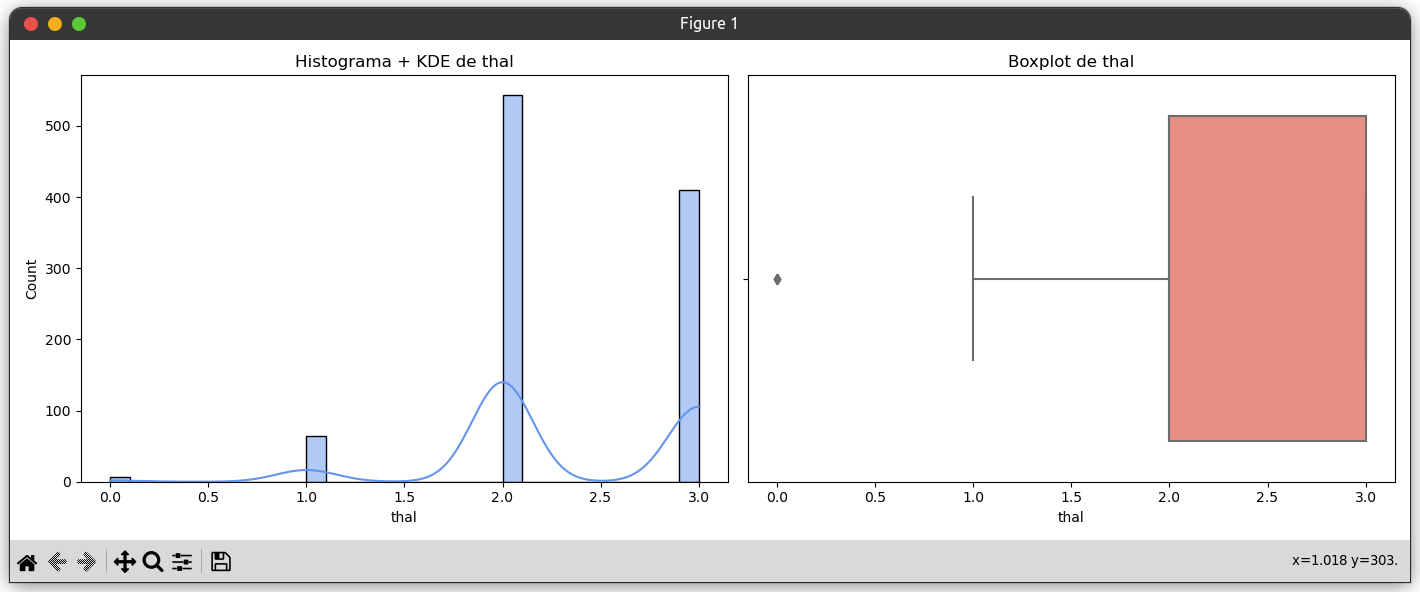 Figure 1
Histograma + KDE de thal
500
400
300
200
100
0
Count
0.0 0.5 1.0 1.5 2.0 2.5 3.0
thal
Boxplot de thal
0.0 0.5 1.0 1.5 2.0 2.5 3.0
thal
x=1.018 y=303.